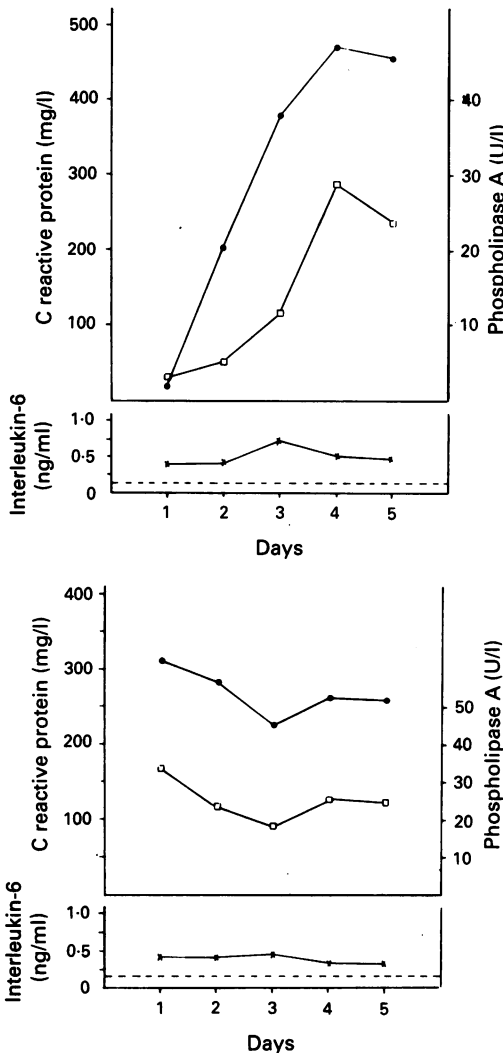 500
400
300
200
100
C reactive protein (mg/l)
40
30
20
10
Phospholipase A (U/l)
1·0
0·5
0
Interleukin-6
(ng/ml)
1 2 3 4 5
Days
400
300
200
100
C reactive protein (mg/l)
50
40
30
20
10
Phospholipase A (U/l)
1·0
0·5
0
Interleukin-6
(ng/ml)
1 2 3 4 5
Days